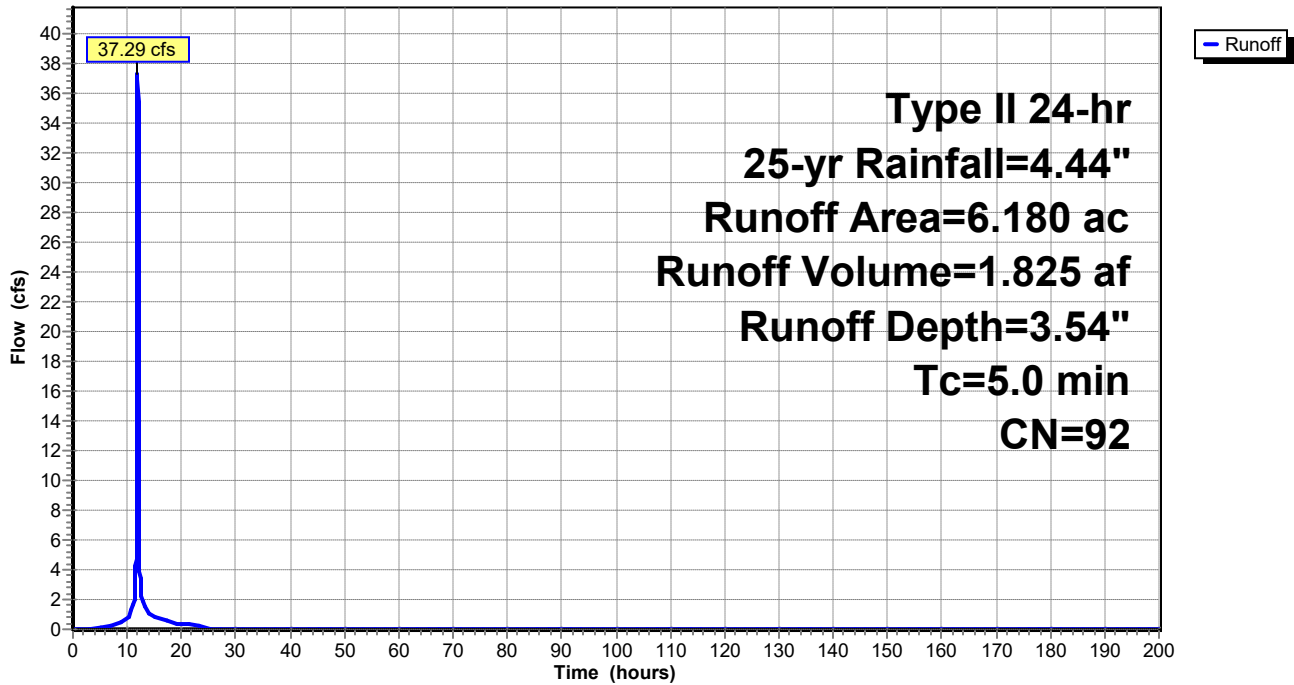 40
38
36
34
32
30
28
26
24
22
20
18
16
14
12
10
8
6
4
2
0
Flow (cfs)
37.29 cfs
Runoff
Type II 24-hr
25-yr Rainfall=4.44"
Runoff Area=6.180 ac
Runoff Volume=1.825 af
Runoff Depth=3.54"
Tc=5.0 min
CN=92
0 10 20 30 40 50 60 70 80 90 100 110 120 130 140 150 160 170 180 190 200
Time (hours)